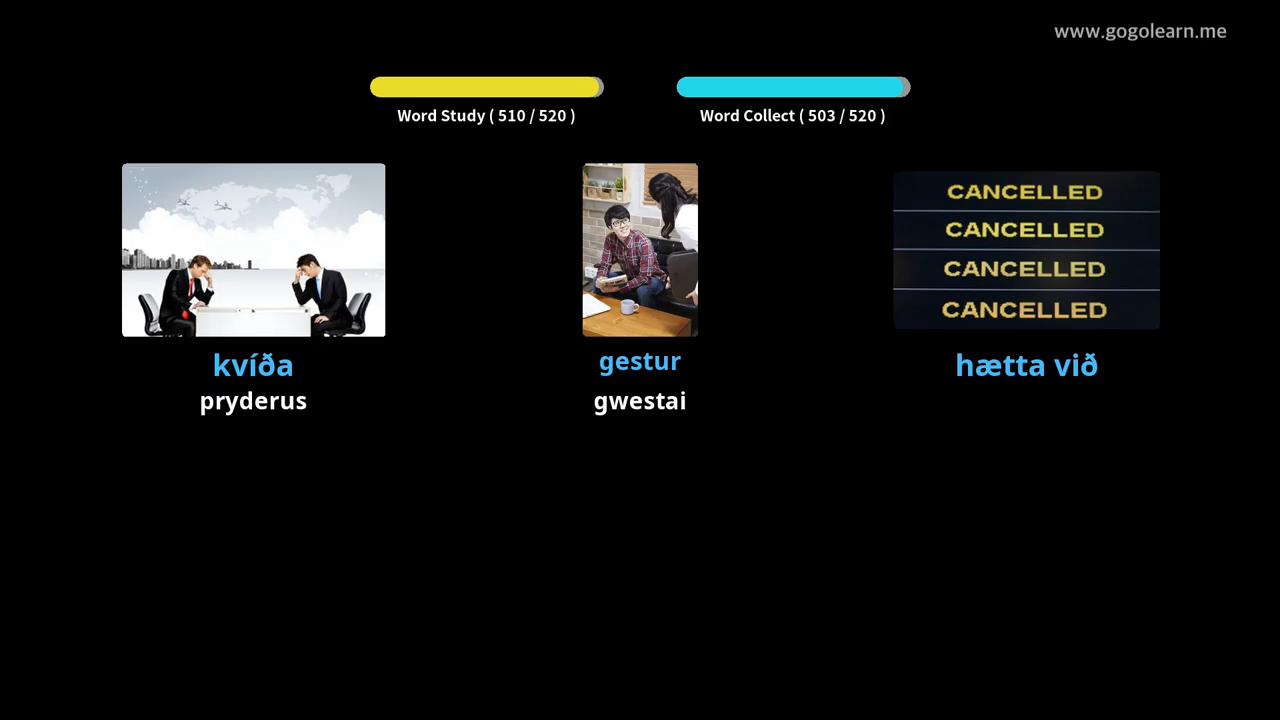 www.gogolearn.me
Word Study ( 510 / 520 )
Word Collect ( 503 / 520 )
CANCELLED
CANCELLED
CANCELLED
CANCELLED
kvíða
pryderus
gestur
gwestai
hætta við